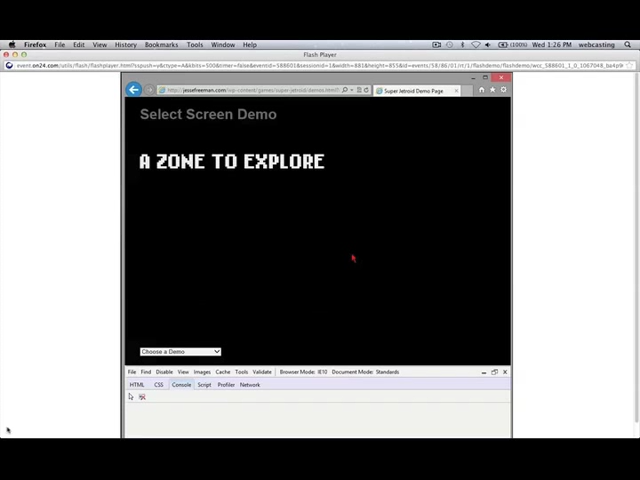 Firefox File Edit View History Bookmarks Tools Window Help (100%) Wed 1:26 PM webcasting
Flash Player
Super Jetroid Demo Page
Select Screen Demo
A ZONE TO EXPLORE
Choose a Demo
File Find Disable View Images Cache Tools Validate Browser Mode: IE10 Document Mode: Standards
HTML CSS Console Script Profiler Network